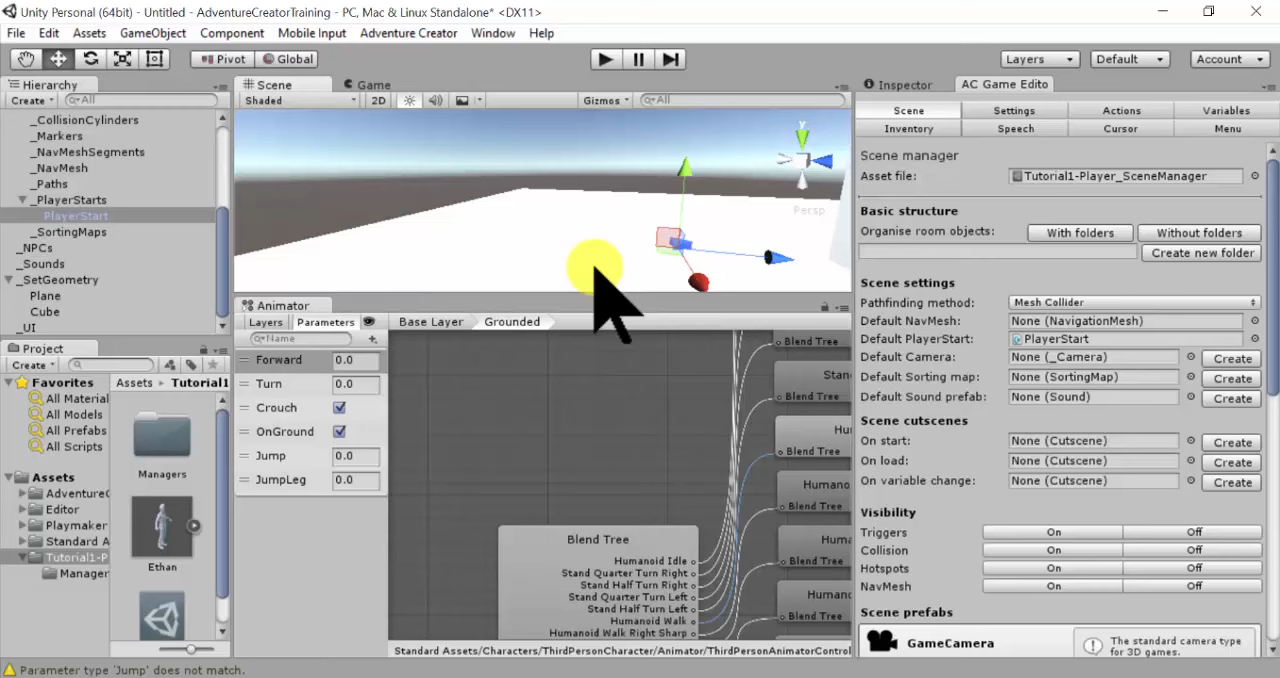 Unity Personal (64bit) - Untitled - AdventureCreatorTraining - PC, Mac & Linux Standalone* <DX11>
File Edit Assets GameObject Component Mobile Input Adventure Creator Window Help
Pivot Global Layers Default Account
Hierarchy
Create All
_CollisionCylinders
_Markers
_NavMeshSegments
_NavMesh
_Paths
_PlayerStarts
PlayerStart
_SortingMaps
_NPCs
_Sounds
_SetGeometry
Plane
Cube
_UI
Project
Create
Favorites
All Material
All Models
All Prefabs
All Scripts
Assets
AdventureC
Editor
Playmaker
Standard A
Tutorial1-P
Manager
Assets Tutorial1
Managers
Ethan
Scene Game
Shaded 2D Gizmos All
y
Persp
Animator
Layers Parameters Base Layer Grounded
Name
Forward 0.0
Turn 0.0
Crouch
OnGround
Jump 0.0
JumpLeg 0.0
Blend Tree
Stan
Blend Tree
Hu
Blend Tree
Humano
Blend Tree
Huma
Blend Tree
Humano
Blend Tree
Blend Tree
Humanoid Idle
Stand Quarter Turn Right
Stand Half Turn Right
Stand Quarter Turn Left
Stand Half Turn Left
Humanoid Walk
Humanoid Walk Right Sharp
Standard Assets/Characters/ThirdPersonCharacter/Animator/ThirdPersonAnimatorContro
Inspector AC Game Edito
Scene Settings Actions Variables
Inventory Speech Cursor Menu
Scene manager
Asset file: Tutorial1-Player_SceneManager
Basic structure
Organise room objects: With folders Without folders
Create new folder
Scene settings
Pathfinding method: Mesh Collider
Default NavMesh: None (NavigationMesh)
Default PlayerStart: PlayerStart
Default Camera: None (_Camera) Create
Default Sorting map: None (SortingMap) Create
Default Sound prefab: None (Sound) Create
Scene cutscenes
On start: None (Cutscene) Create
On load: None (Cutscene) Create
On variable change: None (Cutscene) Create
Visibility
Triggers On Off
Collision On Off
Hotspots On Off
NavMesh On Off
Scene prefabs
GameCamera The standard camera type
for 3D games.
Parameter type 'Jump' does not match.